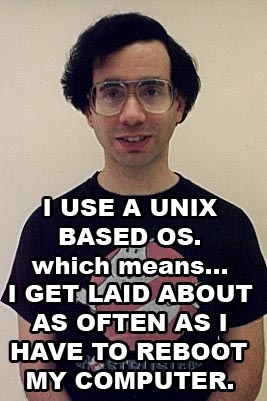 I USE A UNIX
BASED OS.
which means...
I GET LAID ABOUT
AS OFTEN AS I
HAVE TO REBOOT
MY COMPUTER.